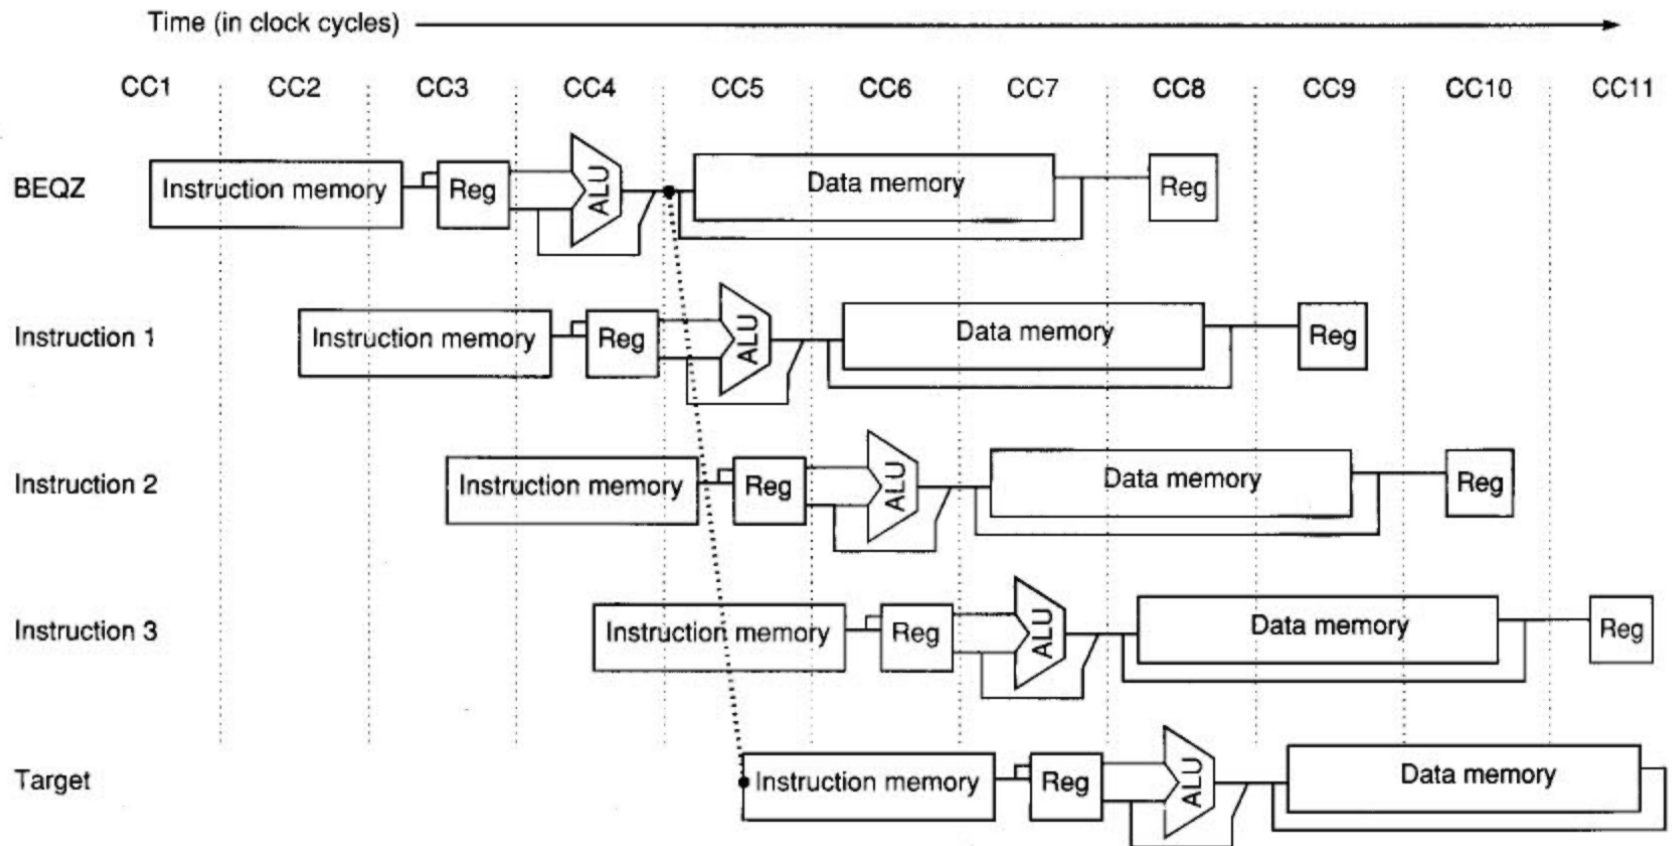 Time (in clock cycles)
CC1 CC2 CC3 CC4 CC5 CC6 CC7 CC8 CC9 CC10 CC11
BEQZ Instruction memory Reg ALU Data memory Reg
Instruction 1 Instruction memory Reg ALU Data memory Reg
Instruction 2 Instruction memory Reg ALU Data memory Reg
Instruction 3 Instruction memory Reg ALU Data memory Reg
Target Instruction memory Reg ALU Data memory